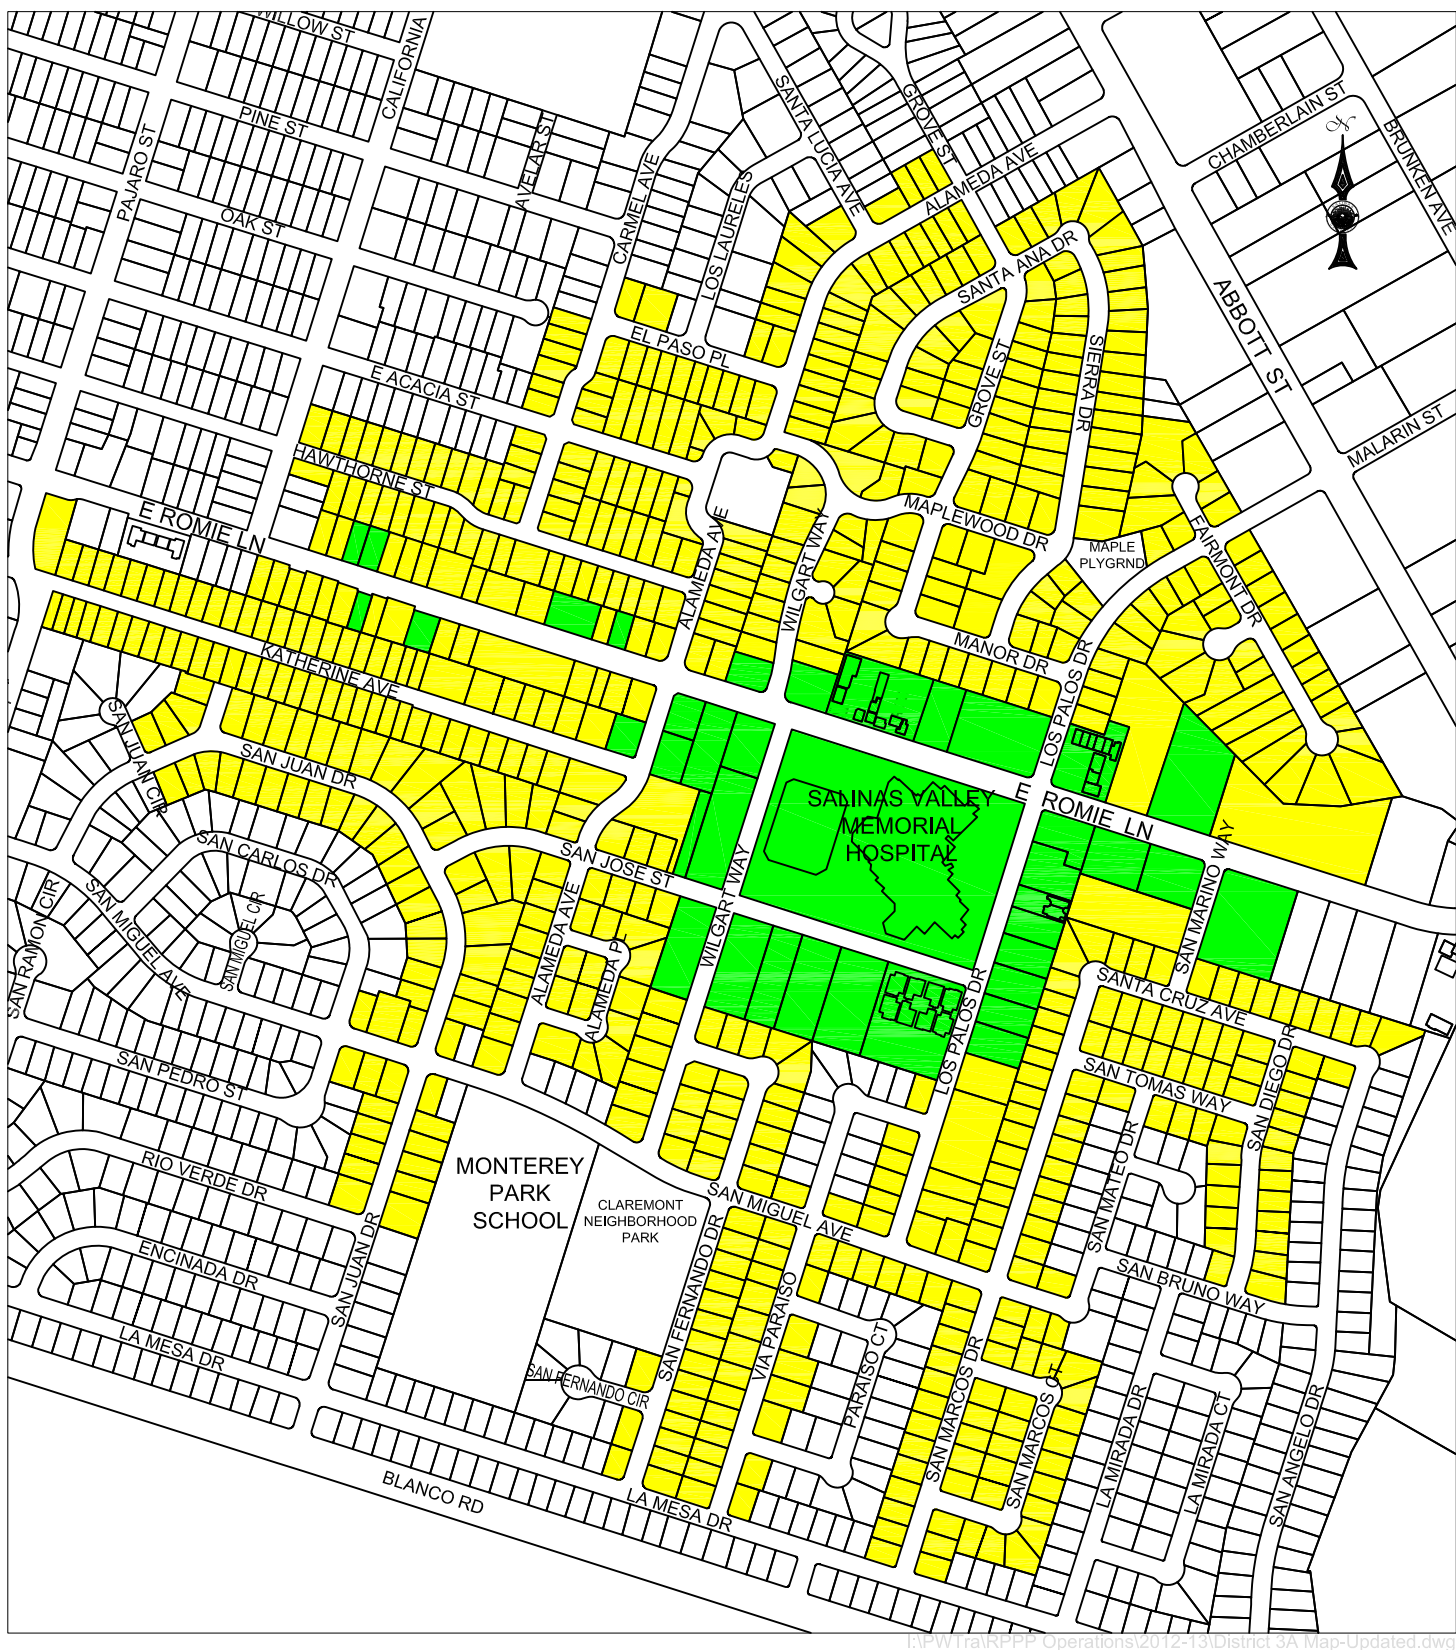 WILLOW ST
CALIFORNIA
PINE ST
PAJARO ST
OAK ST
AVELAR ST
CARMEL AVE
LOS LAURELES
SANTA LUCIA AVE
GROVE ST
ALAMEDA AVE
CHAMBERLAIN ST
BRUNKEN AVE
ABBOTT ST
MALARIN ST
SANTA ANA DR
SIERRA DR
GROVE ST
EL PASO PL
E ACACIA ST
HAWTHORNE ST
E ROMIE LN
ALAMEDA AVE
WILGART WAY
MAPLEWOOD DR
MAPLE
PLYGRND
FAIRMONT DR
MANOR DR
LOS PALOS DR
KATHERINE AVE
SAN JUAN CIR
SAN JUAN DR
SAN CARLOS DR
SAN MIGUEL CIR
SAN MIGUEL AVE
SAN RAMON CIR
SAN JOSE ST
WILGART WAY
SALINAS VALLEY
MEMORIAL
HOSPITAL
E ROMIE LN
SAN MARINO WAY
ALAMEDA AVE
ALAMEDA PL
LOS PALOS DR
SANTA CRUZ AVE
SAN TOMAS WAY
SAN DIEGO DR
SAN MATEO DR
SAN BRUNO WAY
SAN PEDRO ST
RIO VERDE DR
ENCINADA DR
LA MESA DR
SAN JUAN DR
MONTEREY
PARK
SCHOOL
CLAREMONT
NEIGHBORHOOD
PARK
SAN MIGUEL AVE
SAN FERNANDO DR
SAN FERNANDO CIR
VIA PARAISO
PARAISO CT
SAN MARCOS DR
SAN MARCOS CT
LA MIRADA DR
LA MIRADA CT
SAN ANGELO DR
BLANCO RD
LA MESA DR
I:\PWTra\RPPP Operations\2012-13\District 3A Map-Updated.dwg